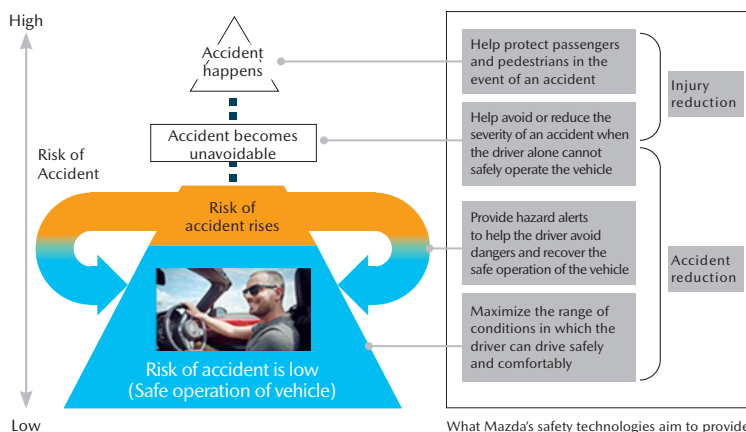 High
Risk of
Accident
Low
Accident
happens
Accident becomes
unavoidable
Risk of
accident rises
Risk of accident is low
(Safe operation of vehicle)
Help protect passengers
and pedestrians in the
event of an accident
Help avoid or reduce the
severity of an accident when
the driver alone cannot
safely operate the vehicle
Provide hazard alerts
to help the driver avoid
dangers and recover the
safe operation of the vehicle
Maximize the range of
conditions in which the
driver can drive safely
and comfortably
Injury
reduction
Accident
reduction
What Mazda's safety technologies aim to provide